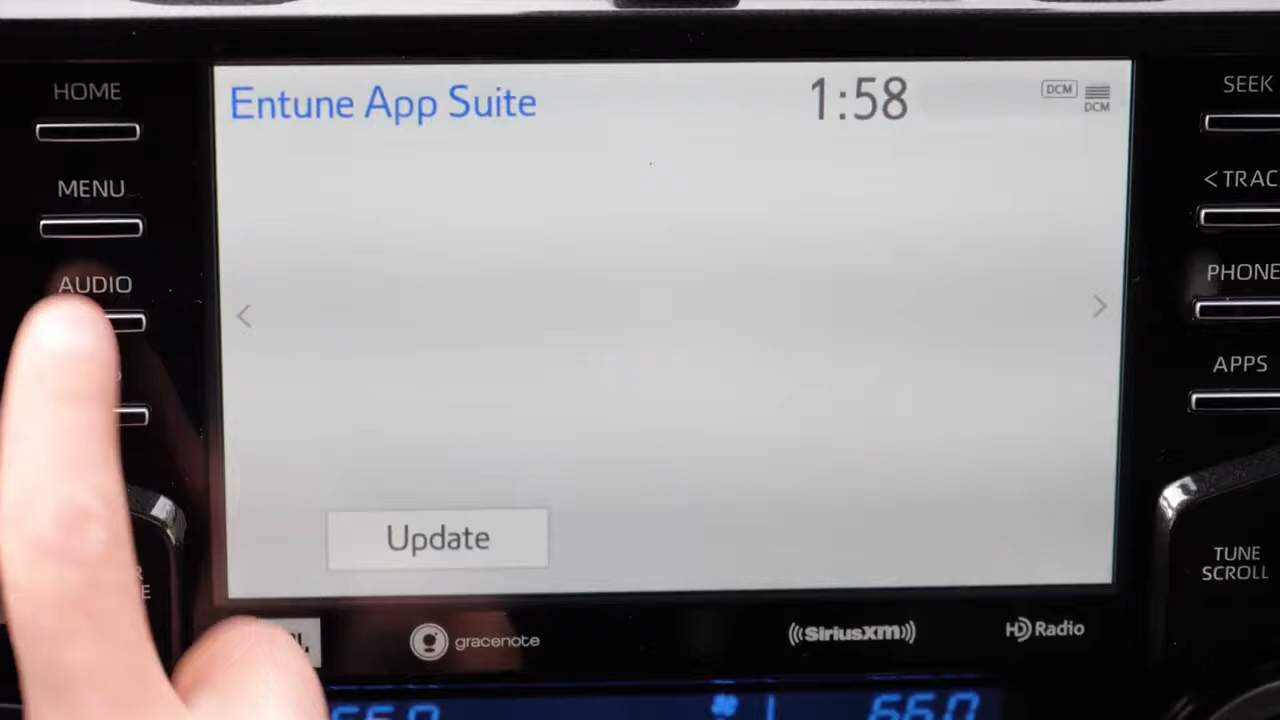 HOME
MENU
AUDIO
Entune App Suite
1:58
DCM
DCM
Update
SEEK
<TRAC
PHONE
APPS
TUNE
SCROLL
gracenote
((SiriusXM))
HD Radio
660